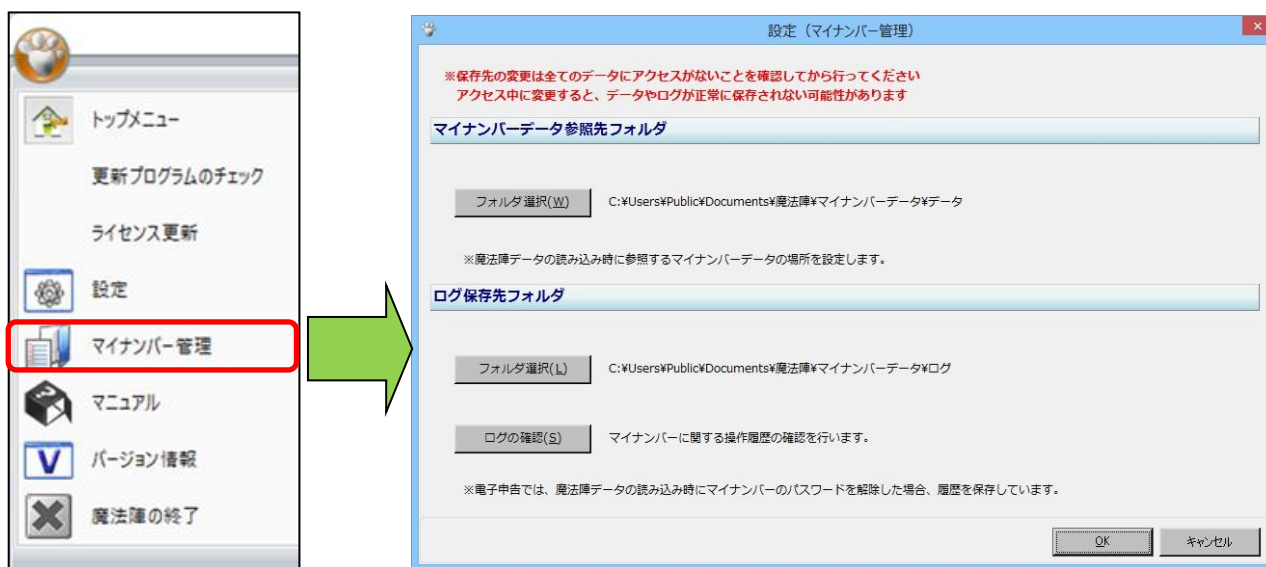 トップメニュー
更新プログラムのチェック
ライセンス更新
設定
マイナンバー管理
マニュアル
バージョン情報
魔法陣の終了
設定（マイナンバー管理）
※保存先の変更は全てのデータにアクセスがないことを確認してから行ってください
アクセス中に変更すると、データやログが正常に保存されない可能性があります
マイナンバーデータ参照先フォルダ
フォルダ選択(W) C:¥Users¥Public¥Documents¥魔法陣¥マイナンバーデータ¥データ
※魔法陣データの読み込み時に参照するマイナンバーデータの場所を設定します。
ログ保存先フォルダ
フォルダ選択(L) C:¥Users¥Public¥Documents¥魔法陣¥マイナンバーデータ¥ログ
ログの確認(S) マイナンバーに関する操作履歴の確認を行います。
※電子申告では、魔法陣データの読み込み時にマイナンバーのパスワードを解除した場合、履歴を保存しています。
OK キャンセル